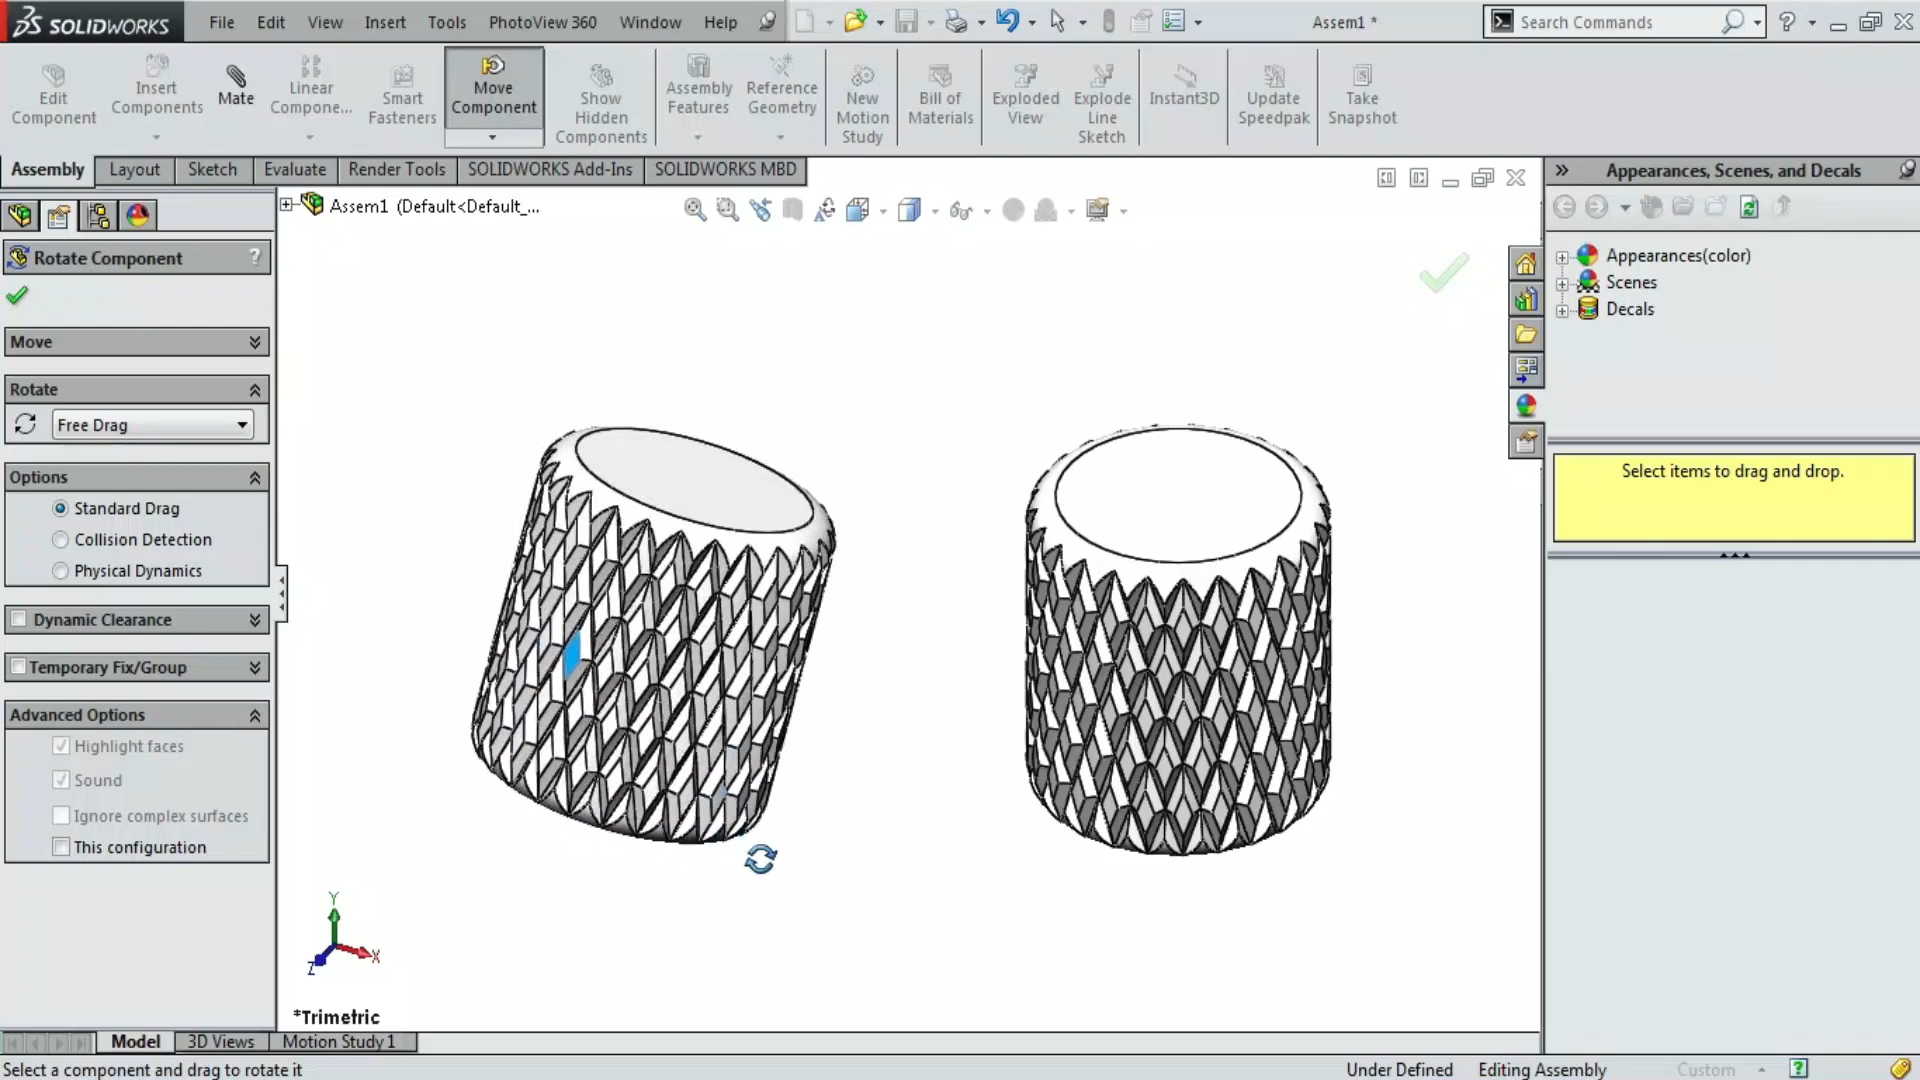 SOLIDWORKS File Edit View Insert Tools PhotoView 360 Window Help Assem1 * Search Commands ?
Edit Component
Insert Components
Mate
Linear Compone...
Smart Fasteners
Move Component
Show Hidden Components
Assembly Features
Reference Geometry
New Motion Study
Bill of Materials
Exploded View
Explode Line Sketch
Instant3D
Update Speedpak
Take Snapshot
Assembly Layout Sketch Evaluate Render Tools SOLIDWORKS Add-Ins SOLIDWORKS MBD
Assem1 (Default<Default_...
Rotate Component ?
Move
Rotate
Free Drag
Options
Standard Drag
Collision Detection
Physical Dynamics
Dynamic Clearance
Temporary Fix/Group
Advanced Options
Highlight faces
Sound
Ignore complex surfaces
This configuration
Y
X
Z
*Trimetric
Appearances, Scenes, and Decals
Appearances(color)
Scenes
Decals
Select items to drag and drop.
Model 3D Views Motion Study 1
Select a component and drag to rotate it Under Defined Editing Assembly Custom ?